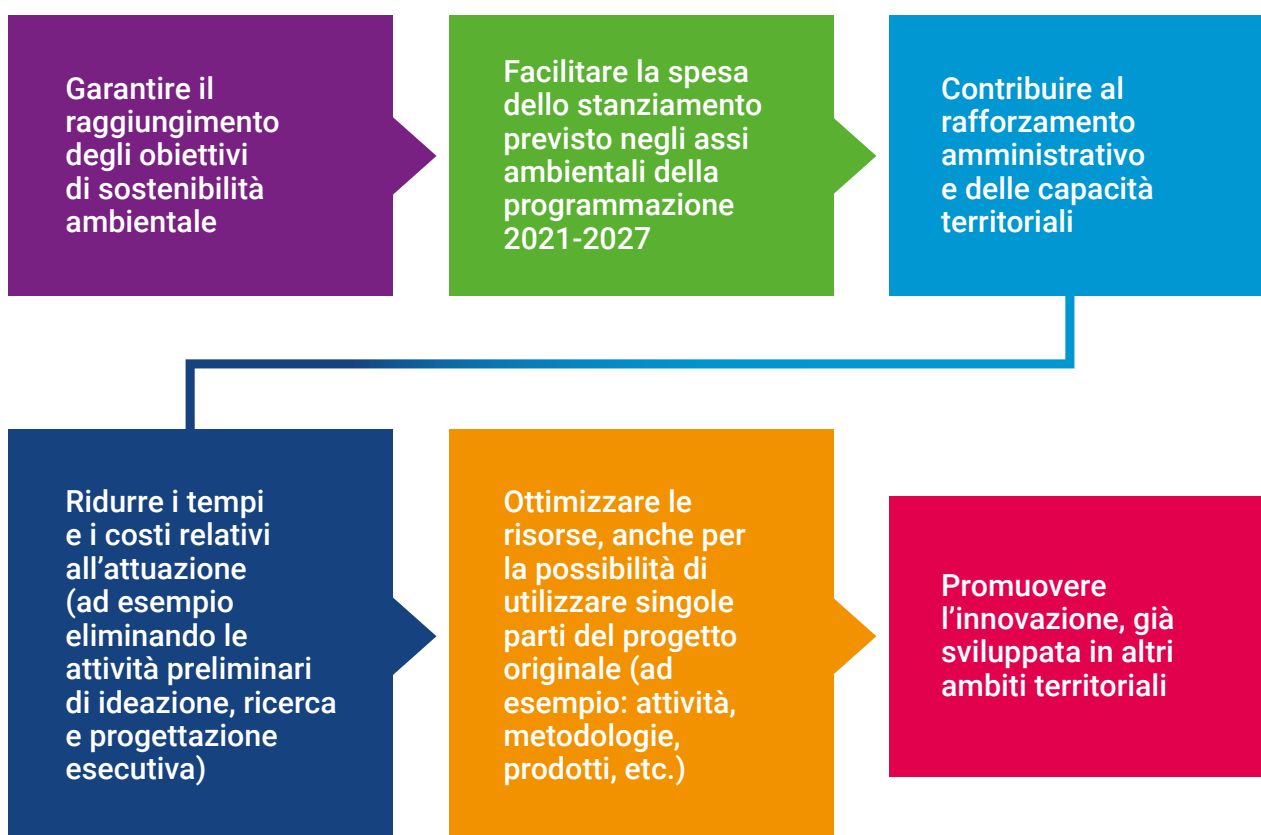 Garantire il
raggiungimento
degli obiettivi
di sostenibilità
ambientale
Facilitare la spesa
dello stanziamento
previsto negli assi
ambientali della
programmazione
2021-2027
Contribuire al
rafforzamento
amministrativo
e delle capacità
territoriali
Ridurre i tempi
e i costi relativi
all’attuazione
(ad esempio
eliminando le
attività preliminari
di ideazione, ricerca
e progettazione
esecutiva)
Ottimizzare le
risorse, anche per
la possibilità di
utilizzare singole
parti del progetto
originale (ad
esempio: attività,
metodologie,
prodotti, etc.)
Promuovere
l’innovazione, già
sviluppata in altri
ambiti territoriali